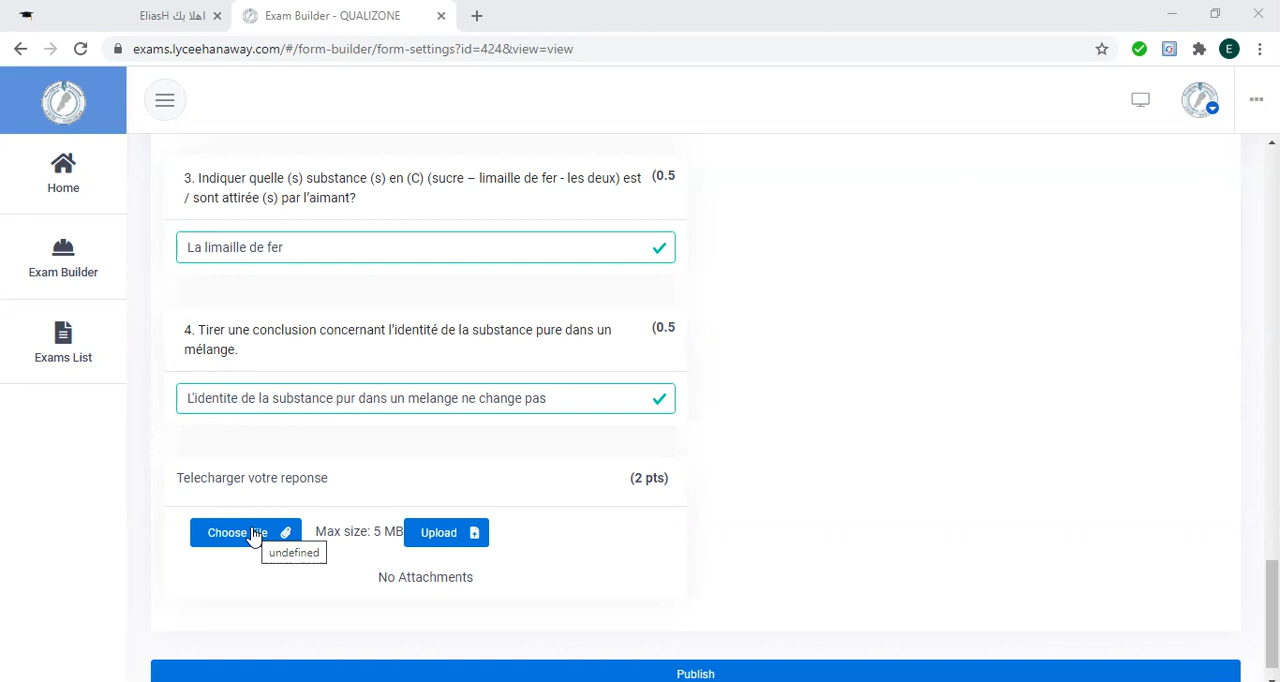 اهلا بك EliasH
Exam Builder - QUALIZONE
exams.lyceehanaway.com/#/form-builder/form-settings?id=424&view=view
E
Home
Exam Builder
Exams List
3. Indiquer quelle (s) substance (s) en (C) (sucre – limaille de fer - les deux) est (0.5
/ sont attirée (s) par l'aimant?
La limaille de fer
4. Tirer une conclusion concernant l'identité de la substance pure dans un (0.5
mélange.
L'identite de la substance pur dans un melange ne change pas
Telecharger votre reponse (2 pts)
Choose File Max size: 5 MB Upload
undefined
No Attachments
Publish